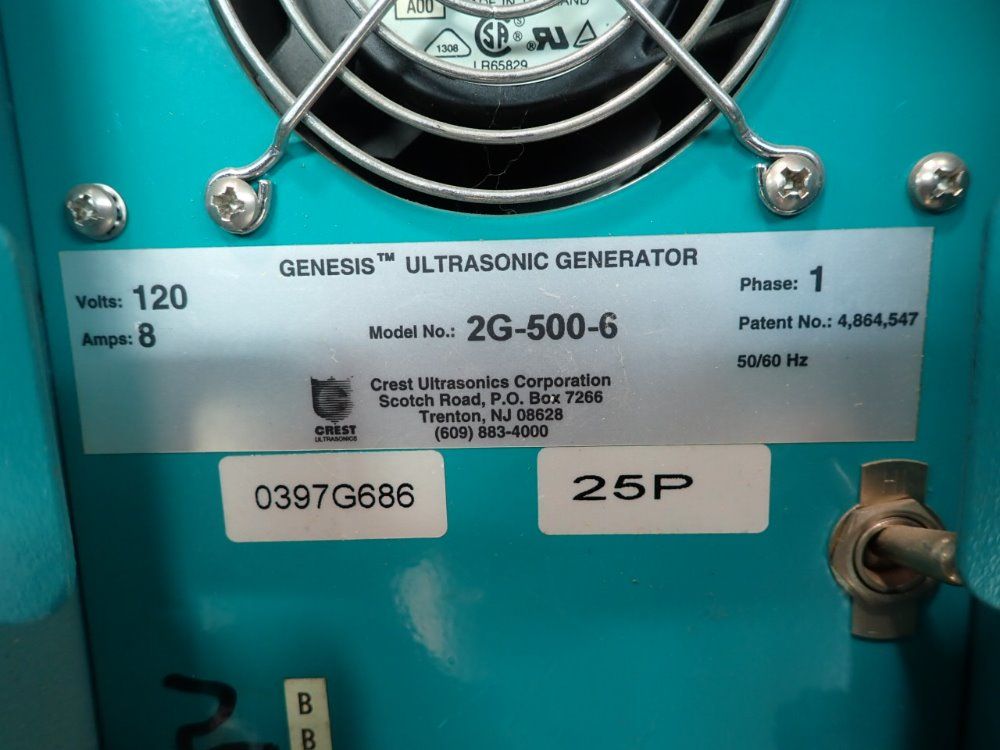 A00
1308
SA ®
LR65829
GENESIS™ ULTRASONIC GENERATOR
Volts: 120
Amps: 8
Model No.: 2G-500-6
Phase: 1
Patent No.: 4,864,547
50/60 Hz
CREST
ULTRASONICS
Crest Ultrasonics Corporation
Scotch Road, P.O. Box 7266
Trenton, NJ 08628
(609) 883-4000
0397G686
25P
B
B